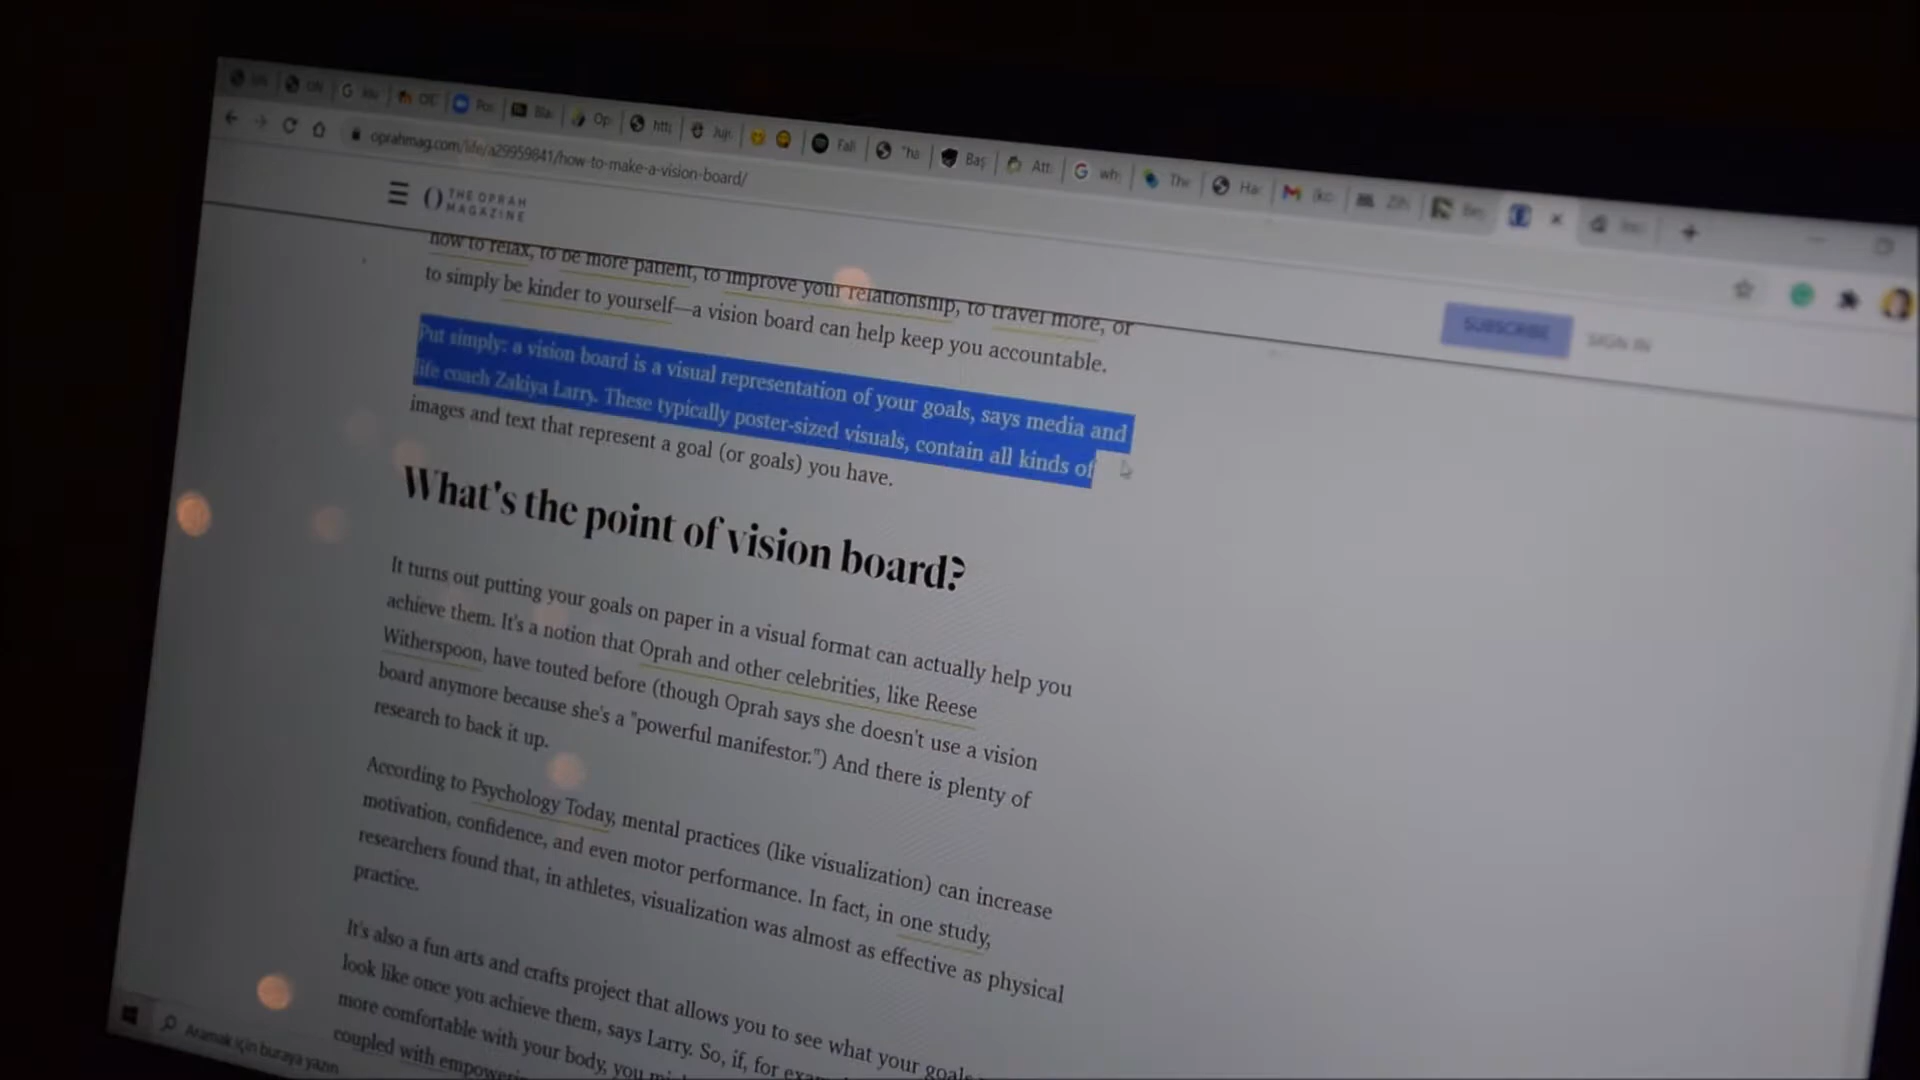 oprahmag.com/life/a29959841/how-to-make-a-vision-board/
THE OPRAH
MAGAZINE
SUBSCRIBE
SIGN IN
how to relax, to be more patient, to improve your relationship, to travel more, or
to simply be kinder to yourself—a vision board can help keep you accountable.
Put simply: a vision board is a visual representation of your goals, says media and
life coach Zakiya Larry. These typically poster-sized visuals, contain all kinds of
images and text that represent a goal (or goals) you have.
What's the point of vision board?
It turns out putting your goals on paper in a visual format can actually help you
achieve them. It's a notion that Oprah and other celebrities, like Reese
Witherspoon, have touted before (though Oprah says she doesn't use a vision
board anymore because she's a "powerful manifestor.") And there is plenty of
research to back it up.
According to Psychology Today, mental practices (like visualization) can increase
motivation, confidence, and even motor performance. In fact, in one study,
researchers found that, in athletes, visualization was almost as effective as physical
practice.
It's also a fun arts and crafts project that allows you to see what your goals
look like once you achieve them, says Larry. So, if, for
more comfortable with your body, you
coupled with
Aramak için buraya yazın